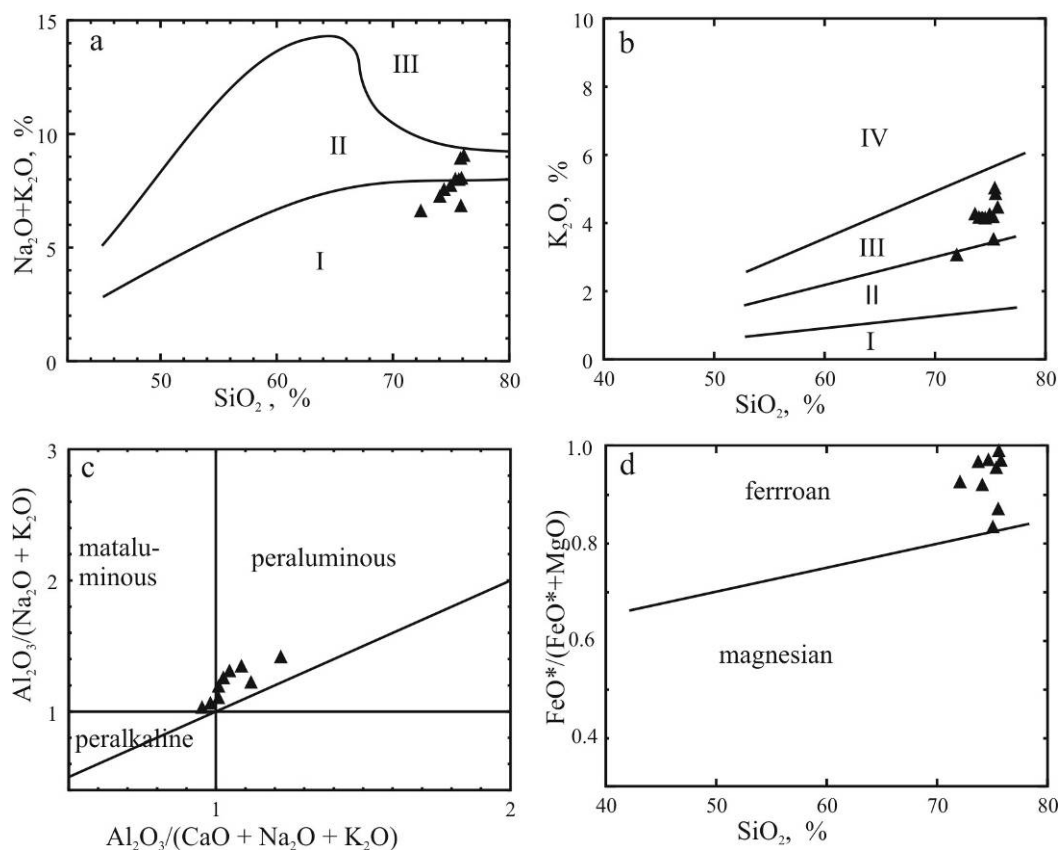 a
Na₂O+K₂O, %
15
10
5
0
I
II
III
50
60
70
80
SiO₂ , %
b
K₂O, %
10
8
6
4
2
0
IV
III
II
I
40
50
60
70
80
SiO₂, %
c
Al₂O₃/(Na₂O + K₂O)
3
2
1
matalu-
minous
peraluminous
peralkaline
1
2
Al₂O₃/(CaO + Na₂O + K₂O)
d
FeO*/(FeO*+MgO)
1.0
0.8
0.6
0.4
ferrroan
magnesian
40
50
60
70
80
SiO₂, %